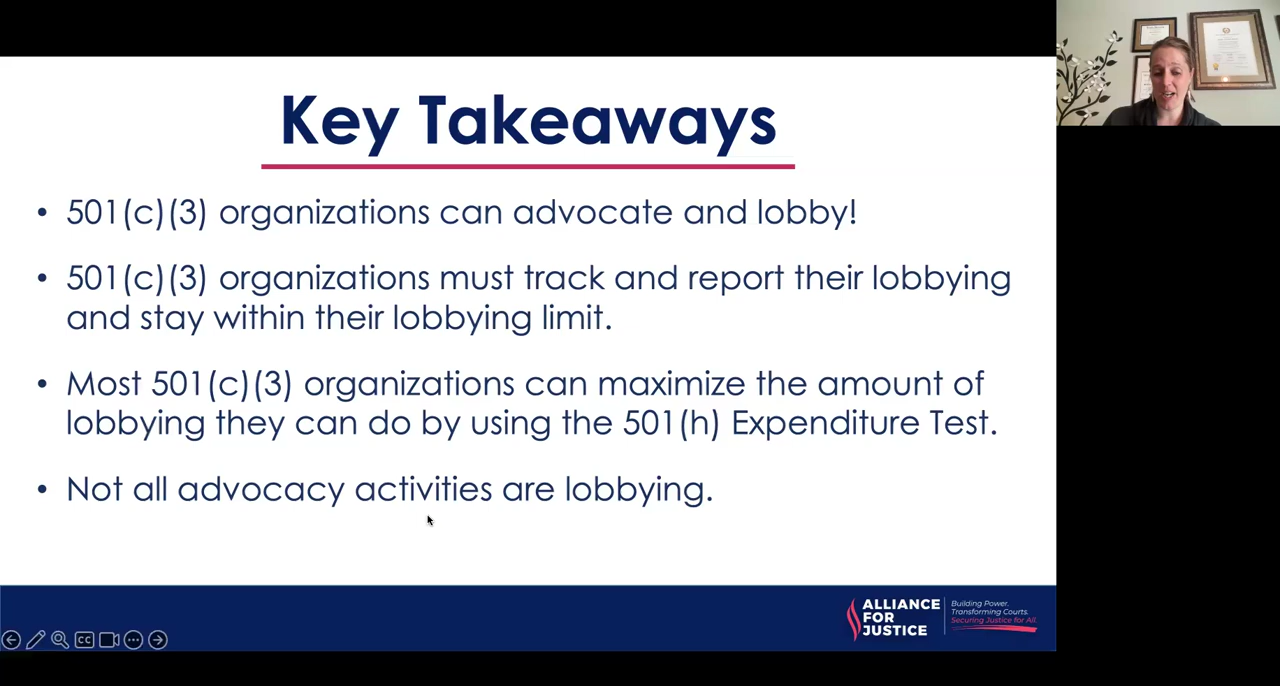 Key Takeaways
• 501(c)(3) organizations can advocate and lobby!
• 501(c)(3) organizations must track and report their lobbying
and stay within their lobbying limit.
• Most 501(c)(3) organizations can maximize the amount of
lobbying they can do by using the 501(h) Expenditure Test.
• Not all advocacy activities are lobbying.
ALLIANCE
FOR
JUSTICE
Building Power.
Transforming Courts.
Securing Justice for All.
CC